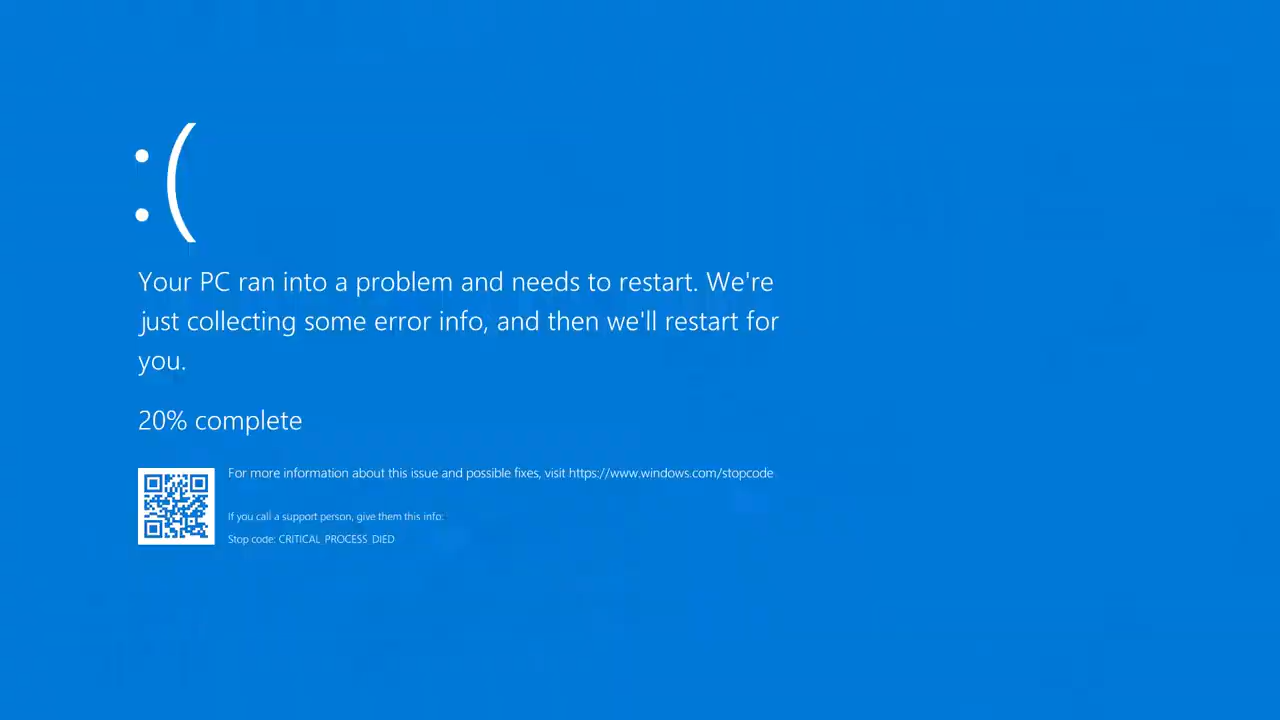 :(
Your PC ran into a problem and needs to restart. We're
just collecting some error info, and then we'll restart for
you.
20% complete
For more information about this issue and possible fixes, visit https://www.windows.com/stopcode
If you call a support person, give them this info:
Stop code: CRITICAL_PROCESS_DIED